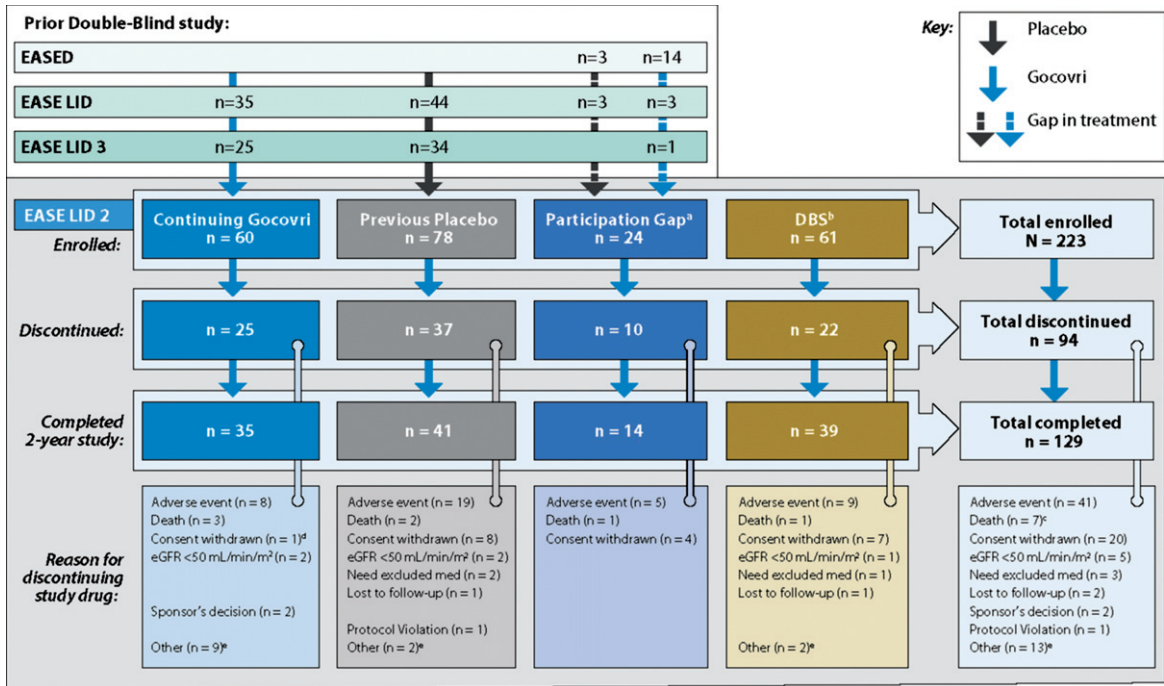 Prior Double-Blind study:
EASED n=3 n=14
EASE LID n=35 n=44 n=3 n=3
EASE LID 3 n=25 n=34 n=1
Key:
Placebo
Gocovri
Gap in treatment
EASE LID 2
Enrolled:
Continuing Gocovri
n = 60
Previous Placebo
n = 78
Participation Gapᵃ
n = 24
DBSᵇ
n = 61
Total enrolled
N = 223
Discontinued:
n = 25
n = 37
n = 10
n = 22
Total discontinued
n = 94
Completed
2-year study:
n = 35
n = 41
n = 14
n = 39
Total completed
n = 129
Reason for
discontinuing
study drug:
Adverse event (n = 8)
Death (n = 3)
Consent withdrawn (n = 1)ᵈ
eGFR <50 mL/min/m² (n = 2)
Sponsor's decision (n = 2)
Other (n = 9)ᵉ
Adverse event (n = 19)
Death (n = 2)
Consent withdrawn (n = 8)
eGFR <50 mL/min/m² (n = 2)
Need excluded med (n = 2)
Lost to follow-up (n = 1)
Protocol Violation (n = 1)
Other (n = 2)ᵉ
Adverse event (n = 5)
Death (n = 1)
Consent withdrawn (n = 4)
Adverse event (n = 9)
Death (n = 1)
Consent withdrawn (n = 7)
eGFR <50 mL/min/m² (n = 1)
Need excluded med (n = 1)
Lost to follow-up (n = 1)
Other (n = 2)ᵉ
Adverse event (n = 41)
Death (n = 7)ᶜ
Consent withdrawn (n = 20)
eGFR <50 mL/min/m² (n = 5)
Need excluded med (n = 3)
Lost to follow-up (n = 2)
Sponsor's decision (n = 2)
Protocol Violation (n = 1)
Other (n = 13)ᵉ